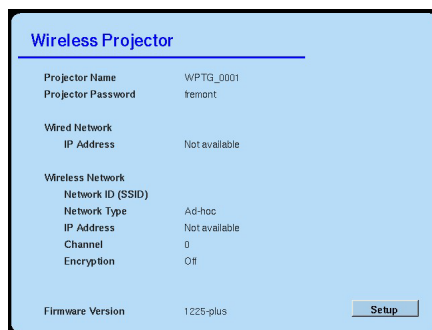 Wireless Projector
Projector Name WPTG_0001
Projector Password fremont
Wired Network
IP Address Not available
Wireless Network
Network ID (SSID)
Network Type Ad-hoc
IP Address Not available
Channel 0
Encryption Off
Firmware Version 1225-plus
Setup